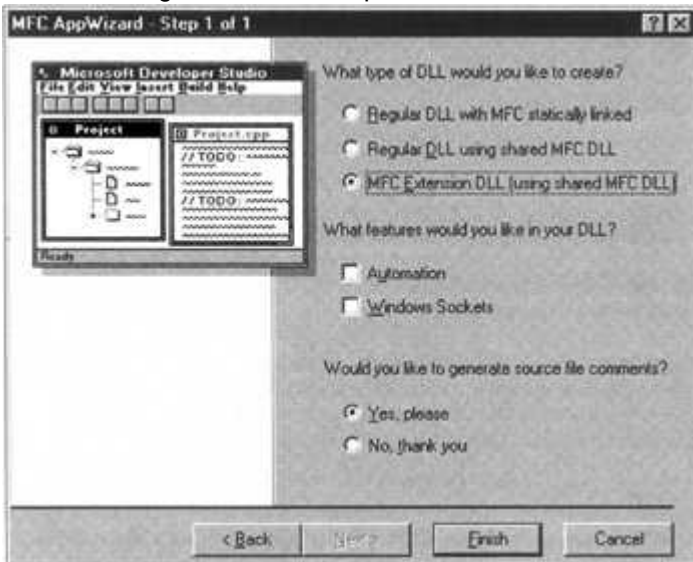 MFC AppWizard - Step 1 of 1
Microsoft Developer Studio
File Edit View Insert Build Help
Project
Project.cpp
// TODO:
// TODO:
Ready
What type of DLL would you like to create?
Regular DLL with MFC statically linked
Regular DLL using shared MFC DLL
MFC Extension DLL (using shared MFC DLL)
What features would you like in your DLL?
Automation
Windows Sockets
Would you like to generate source file comments?
Yes, please
No, thank you
< Back
Next >
Finish
Cancel